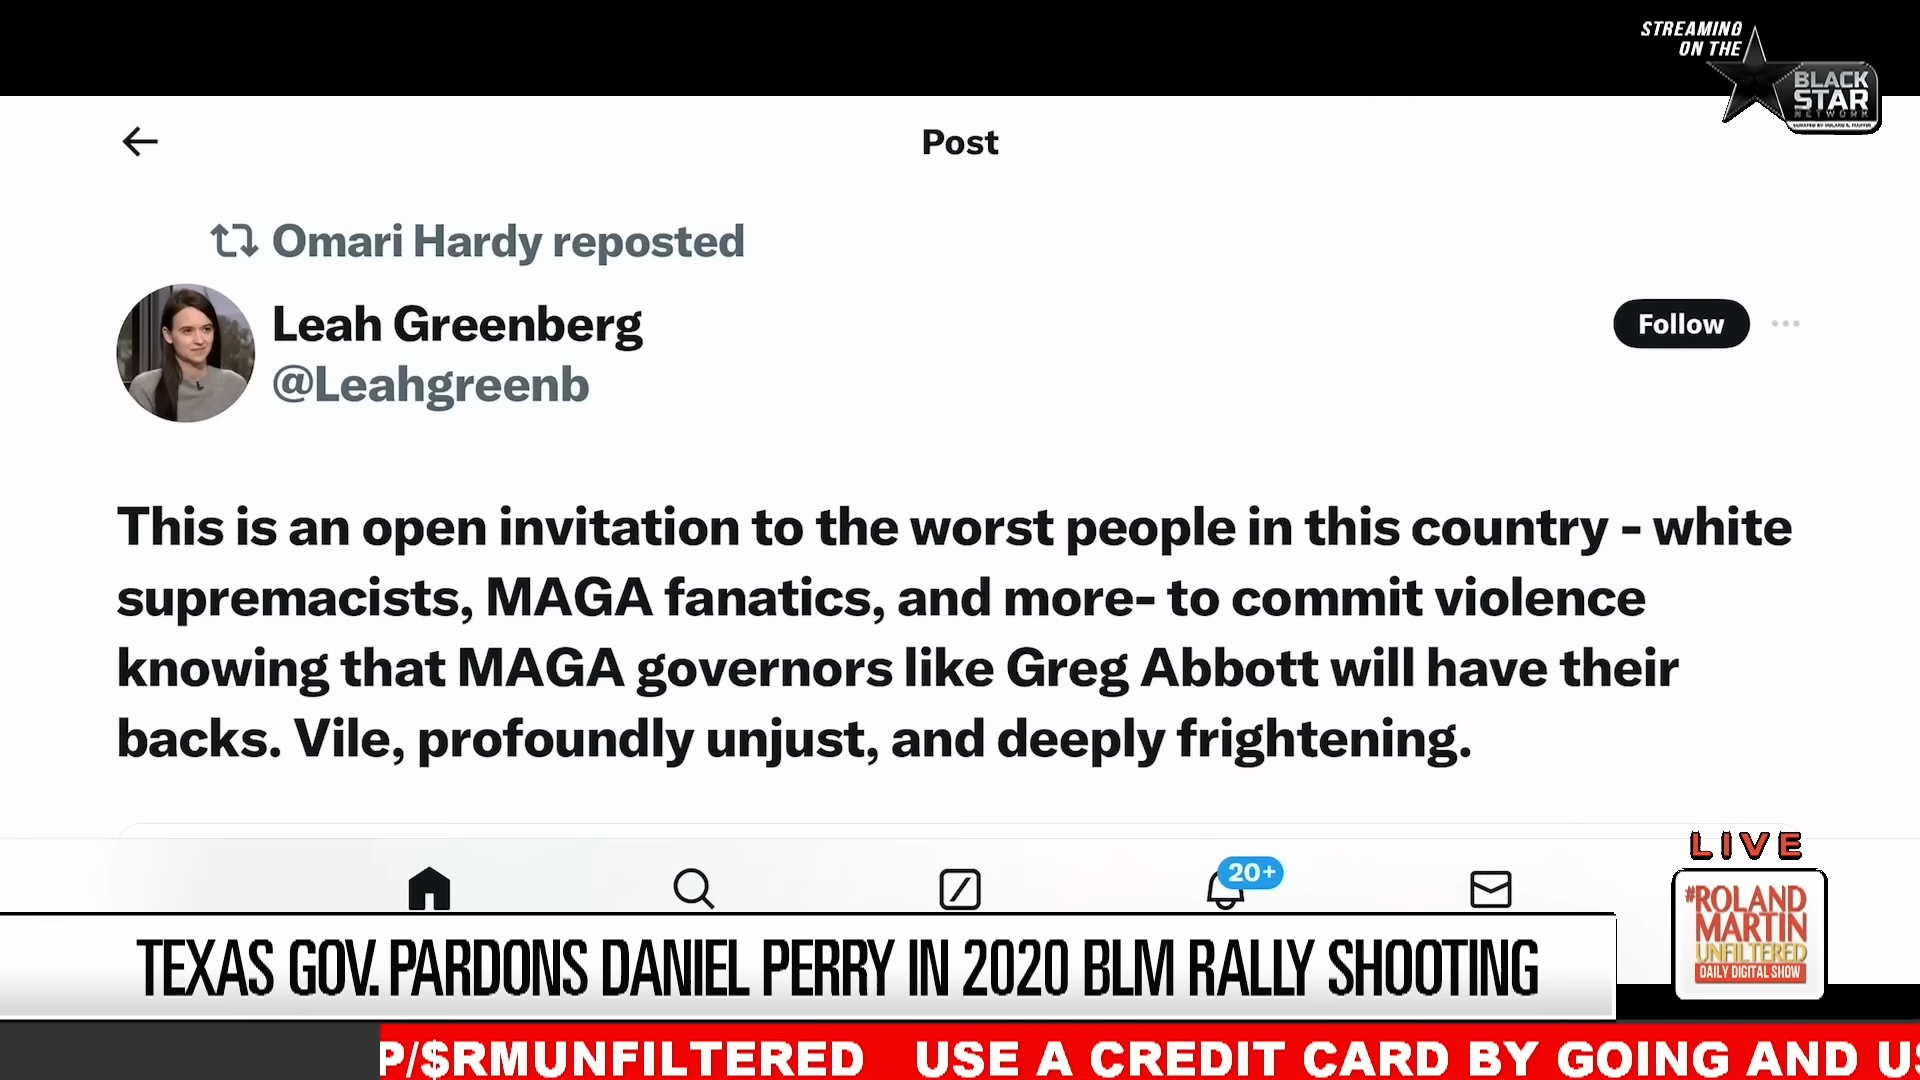 STREAMING
ON THE
BLACK
STAR
NETWORK
Post
Omari Hardy reposted
Leah Greenberg
Follow
@Leahgreenb
This is an open invitation to the worst people in this country - white
supremacists, MAGA fanatics, and more- to commit violence
knowing that MAGA governors like Greg Abbott will have their
backs. Vile, profoundly unjust, and deeply frightening.
20+
LIVE
#ROLAND
MARTIN
UNFILTERED
DAILY DIGITAL SHOW
TEXAS GOV. PARDONS DANIEL PERRY IN 2020 BLM RALLY SHOOTING
P/$RMUNFILTERED USE A CREDIT CARD BY GOING AND US